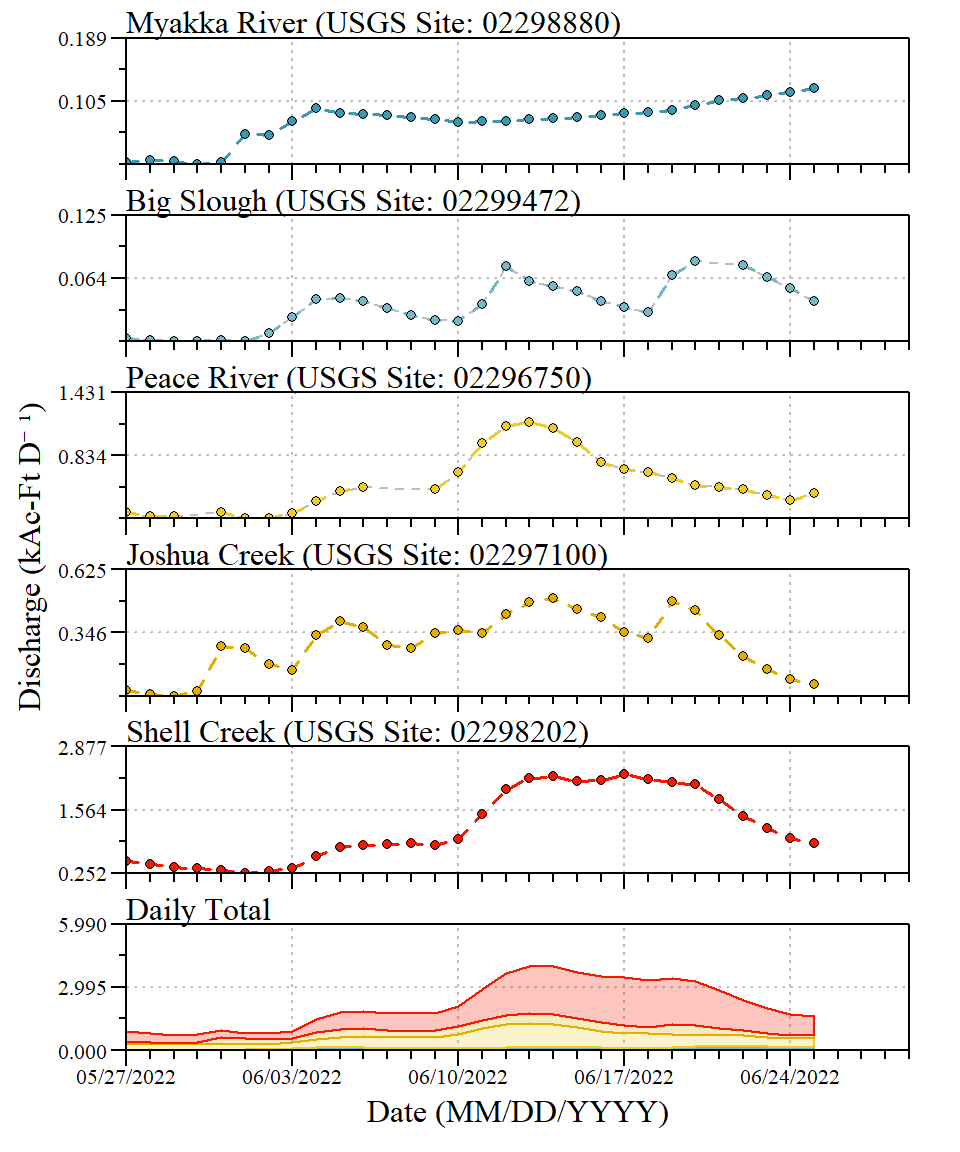 Myakka River (USGS Site: 02298880)
0.189
0.105
Big Slough (USGS Site: 02299472)
0.125
0.064
Peace River (USGS Site: 02296750)
1.431
0.834
Joshua Creek (USGS Site: 02297100)
0.625
0.346
Shell Creek (USGS Site: 02298202)
2.877
1.564
0.252
Daily Total
5.990
2.995
0.000
Discharge (kAc-Ft D⁻¹)
05/27/2022 06/03/2022 06/10/2022 06/17/2022 06/24/2022
Date (MM/DD/YYYY)